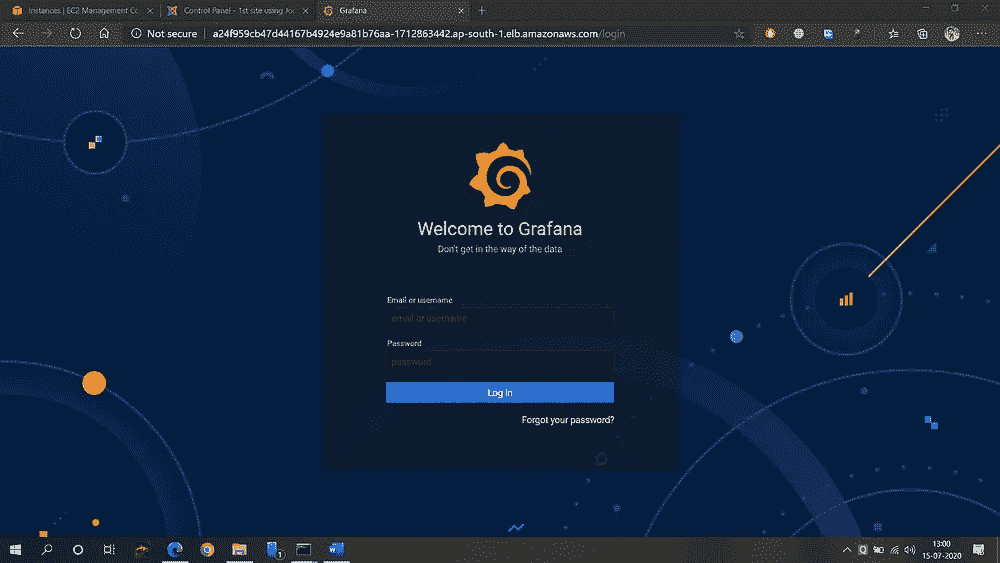 Instances | EC2 Management Co
Control Panel - 1st site using Joo
Grafana
Not secure
a24f959cb47d44167b4924e9a81b76aa-1712863442.ap-south-1.elb.amazonaws.com/login
Welcome to Grafana
Don't get in the way of the data
Email or username
email or username
Password
password
Log In
Forgot your password?
1
13:00
15-07-2020